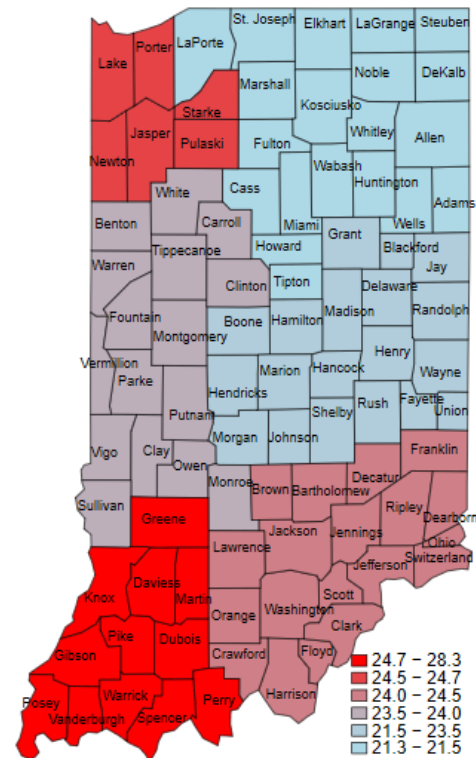 St. Joseph
Elkhart
LaGrange
Steuben
Lake
Porter
LaPorte
Noble
DeKalb
Marshall
Kosciusko
Starke
Whitley
Allen
Newton
Jasper
Pulaski
Fulton
Wabash
Huntington
White
Cass
Miami
Adams
Wells
Benton
Carroll
Howard
Grant
Blackford
Jay
Warren
Tippecanoe
Clinton
Tipton
Delaware
Randolph
Fountain
Montgomery
Boone
Hamilton
Madison
Henry
Vermillion
Parke
Hendricks
Marion
Hancock
Wayne
Putnam
Shelby
Rush
Fayette
Union
Vigo
Clay
Owen
Morgan
Johnson
Franklin
Sullivan
Monroe
Brown
Bartholomew
Decatur
Greene
Ripley
Dearborn
Lawrence
Jackson
Jennings
Ohio
Switzerland
Jefferson
Knox
Daviess
Martin
Orange
Washington
Scott
Clark
Gibson
Pike
Dubois
Crawford
Floyd
Posey
Vanderburgh
Warrick
Spencer
Perry
Harrison
24.7 − 28.3
24.5 − 24.7
24.0 − 24.5
23.5 − 24.0
21.5 − 23.5
21.3 − 21.5